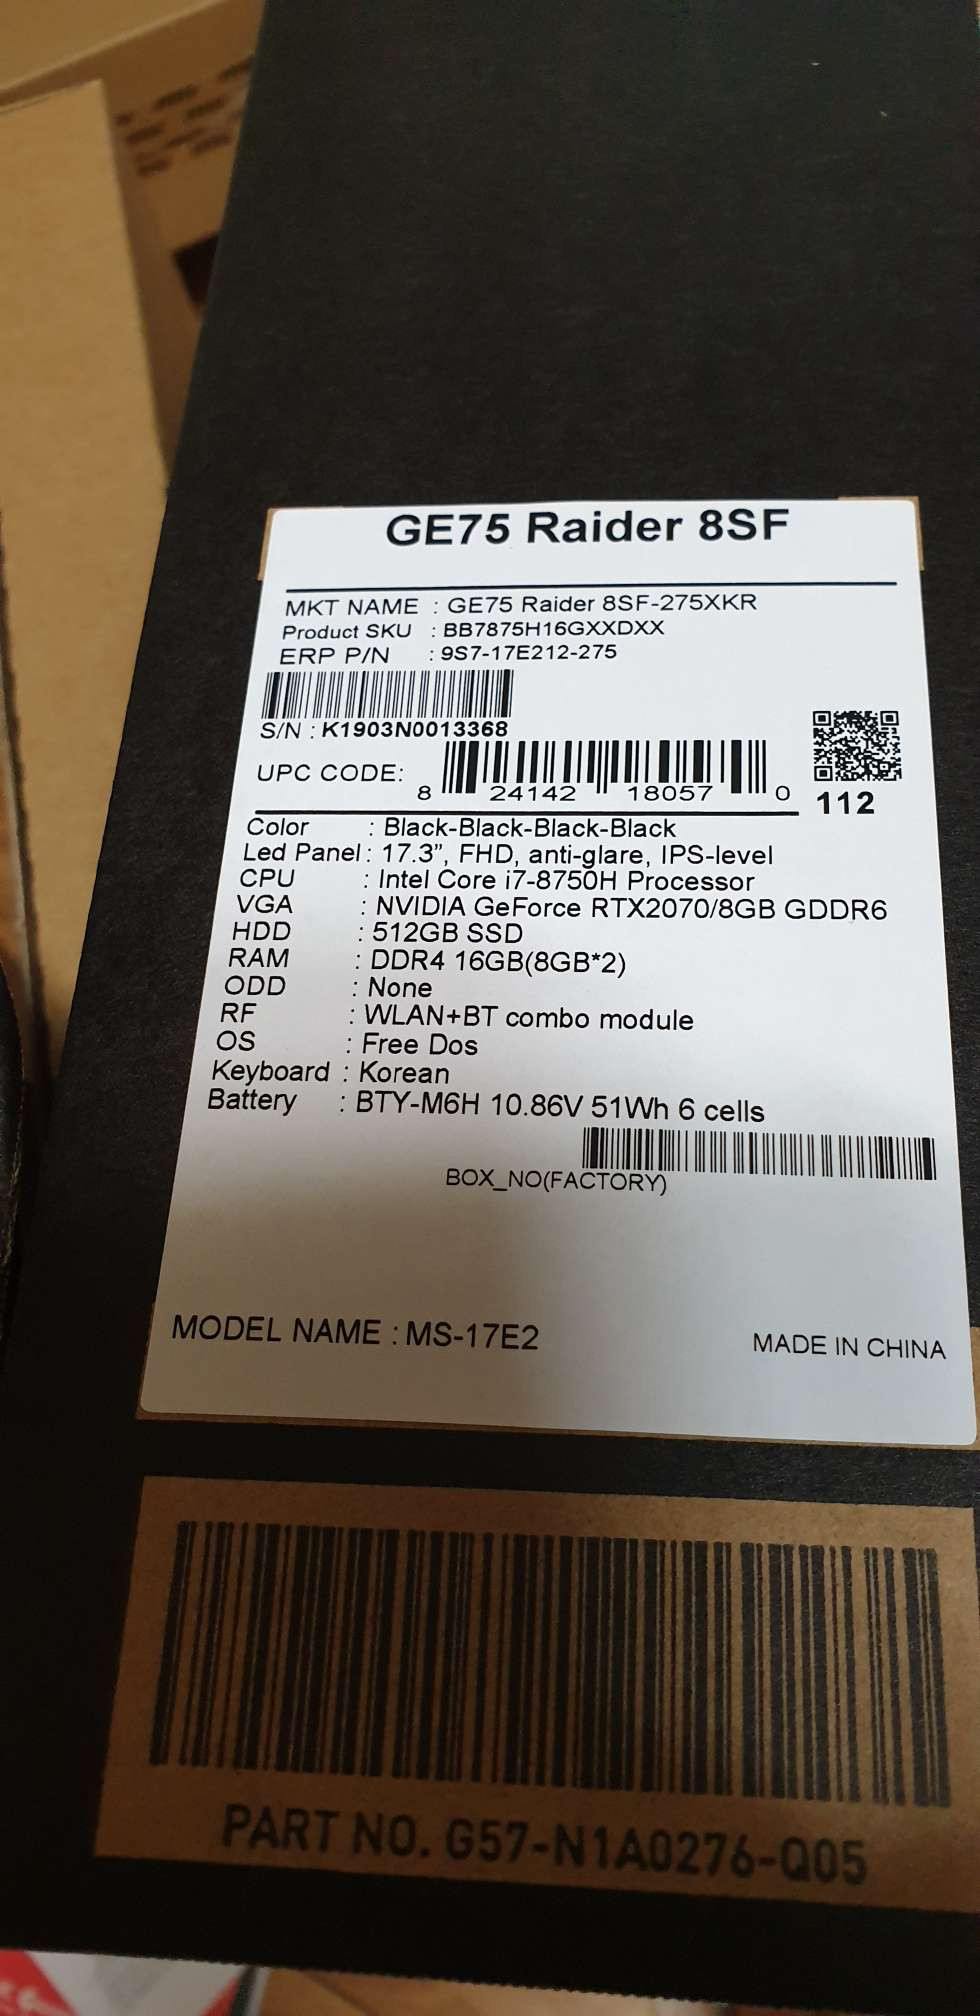 GE75 Raider 8SF
MKT NAME : GE75 Raider 8SF-275XKR
Product SKU : BB7875H16GXXDXX
ERP P/N : 9S7-17E212-275
S/N : K1903N0013368
UPC CODE: 8 24142 18057 0
112
Color : Black-Black-Black-Black
Led Panel : 17.3”, FHD, anti-glare, IPS-level
CPU : Intel Core i7-8750H Processor
VGA : NVIDIA GeForce RTX2070/8GB GDDR6
HDD : 512GB SSD
RAM : DDR4 16GB(8GB*2)
ODD : None
RF : WLAN+BT combo module
OS : Free Dos
Keyboard : Korean
Battery : BTY-M6H 10.86V 51Wh 6 cells
BOX_NO(FACTORY)
MODEL NAME : MS-17E2
MADE IN CHINA
PART NO. G57-N1A0276-Q05